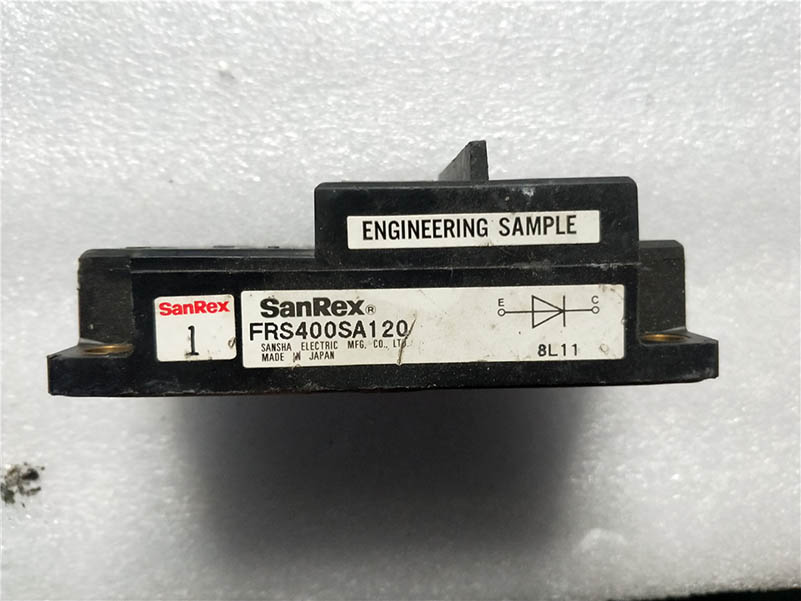 ENGINEERING SAMPLE
SanRex
1
SanRex®
FRS400SA120
SANSHA ELECTRIC MFG. CO., LTD.
MADE IN JAPAN
E C
8L11